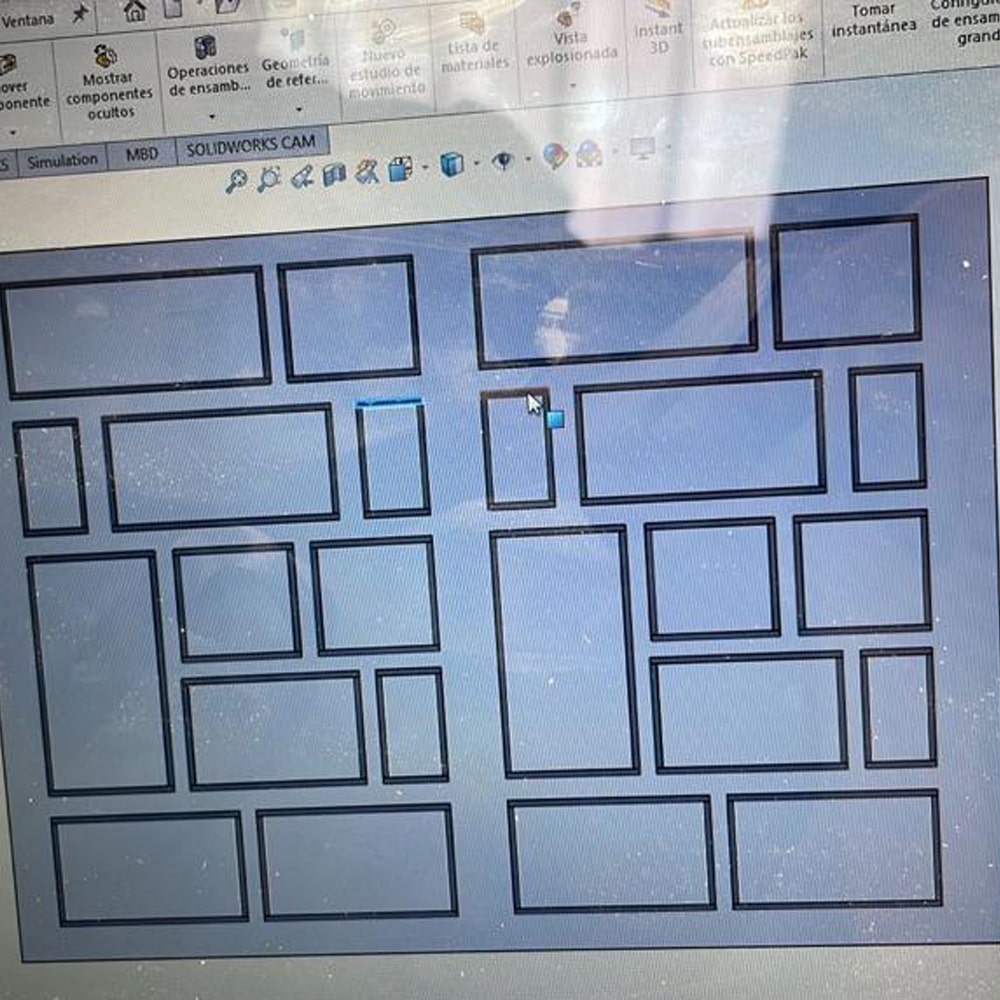 Ventana
Mostrar
componentes
ocultos
Operaciones
de ensamb...
Geometría
de refer...
Nuevo
estudio de
movimiento
Lista de
materiales
Vista
explosionada
Instant
3D
Actualizar los
subensamblajes
con SpeedPak
Tomar
instantánea
de ensam
grand
over
ponente
S
Simulation
MBD
SOLIDWORKS CAM